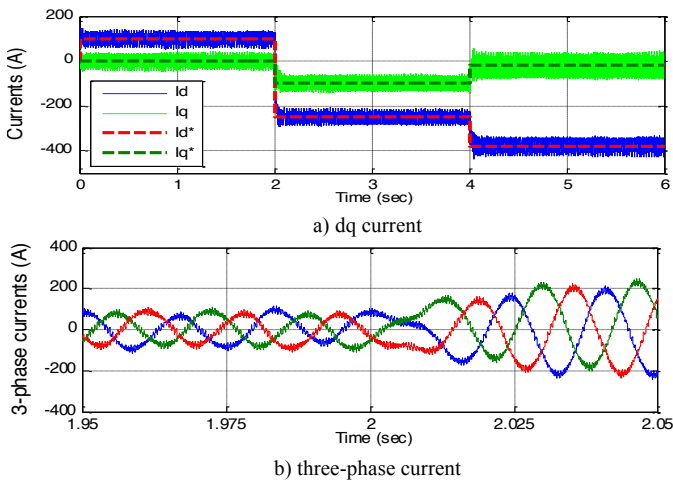 200
0
-200
-400
Currents (A)
Id
Iq
Id*
Iq*
0
1
2
3
4
5
6
Time (sec)
a) dq current
400
200
0
-200
-400
3-phase currents (A)
1.95
1.975
2
2.025
2.05
Time (sec)
b) three-phase current